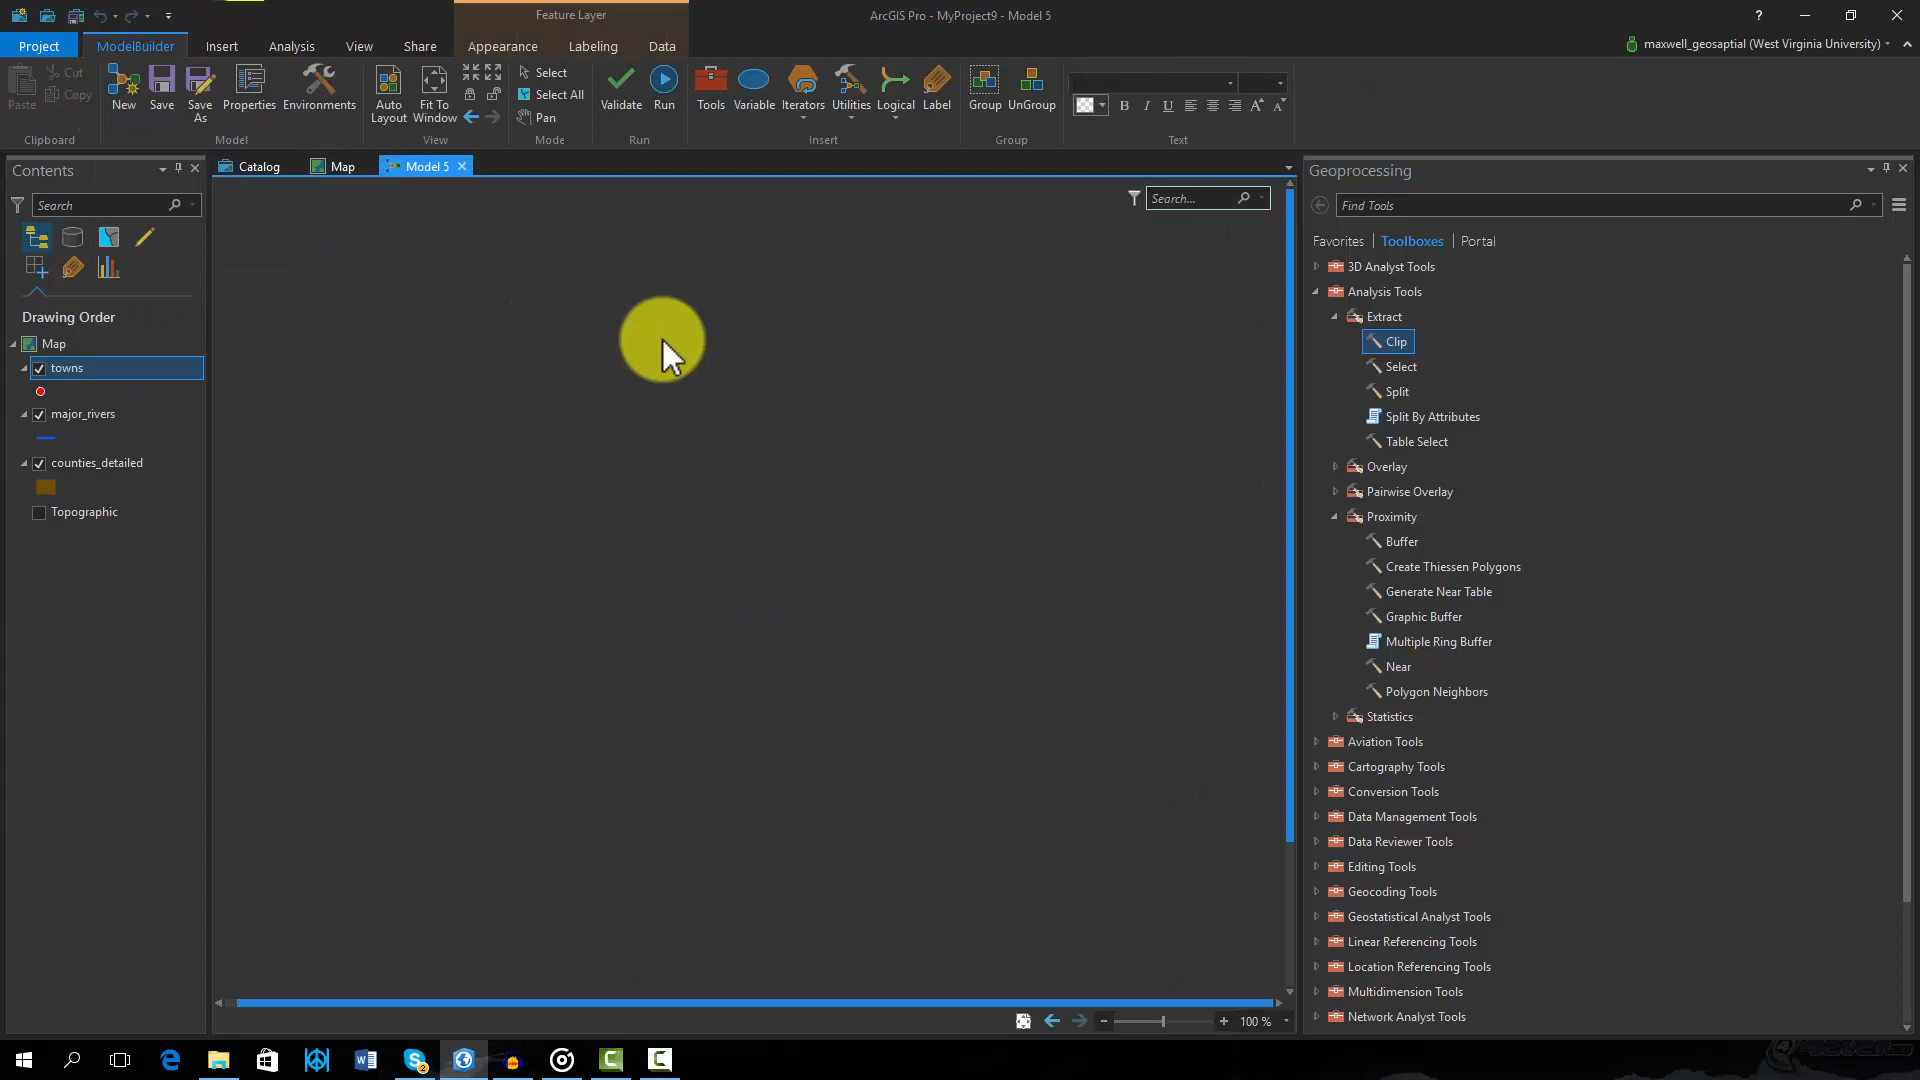 Feature Layer
ArcGIS Pro - MyProject9 - Model 5
?
Project
ModelBuilder
Insert
Analysis
View
Share
Appearance
Labeling
Data
maxwell_geosaptial (West Virginia University)
Paste
Cut
Copy
Clipboard
New
Save
Save As
Properties
Environments
Model
Auto Layout
Fit To Window
View
Select
Select All
Pan
Mode
Validate
Run
Run
Tools
Variable
Iterators
Utilities
Logical
Label
Insert
Group
UnGroup
Group
B I U
A A
Text
Contents
Search
Drawing Order
Map
towns
major_rivers
counties_detailed
Topographic
Catalog
Map
Model 5
Search...
100 %
Geoprocessing
Find Tools
Favorites | Toolboxes | Portal
3D Analyst Tools
Analysis Tools
Extract
Clip
Select
Split
Split By Attributes
Table Select
Overlay
Pairwise Overlay
Proximity
Buffer
Create Thiessen Polygons
Generate Near Table
Graphic Buffer
Multiple Ring Buffer
Near
Polygon Neighbors
Statistics
Aviation Tools
Cartography Tools
Conversion Tools
Data Management Tools
Data Reviewer Tools
Editing Tools
Geocoding Tools
Geostatistical Analyst Tools
Linear Referencing Tools
Location Referencing Tools
Multidimension Tools
Network Analyst Tools
2